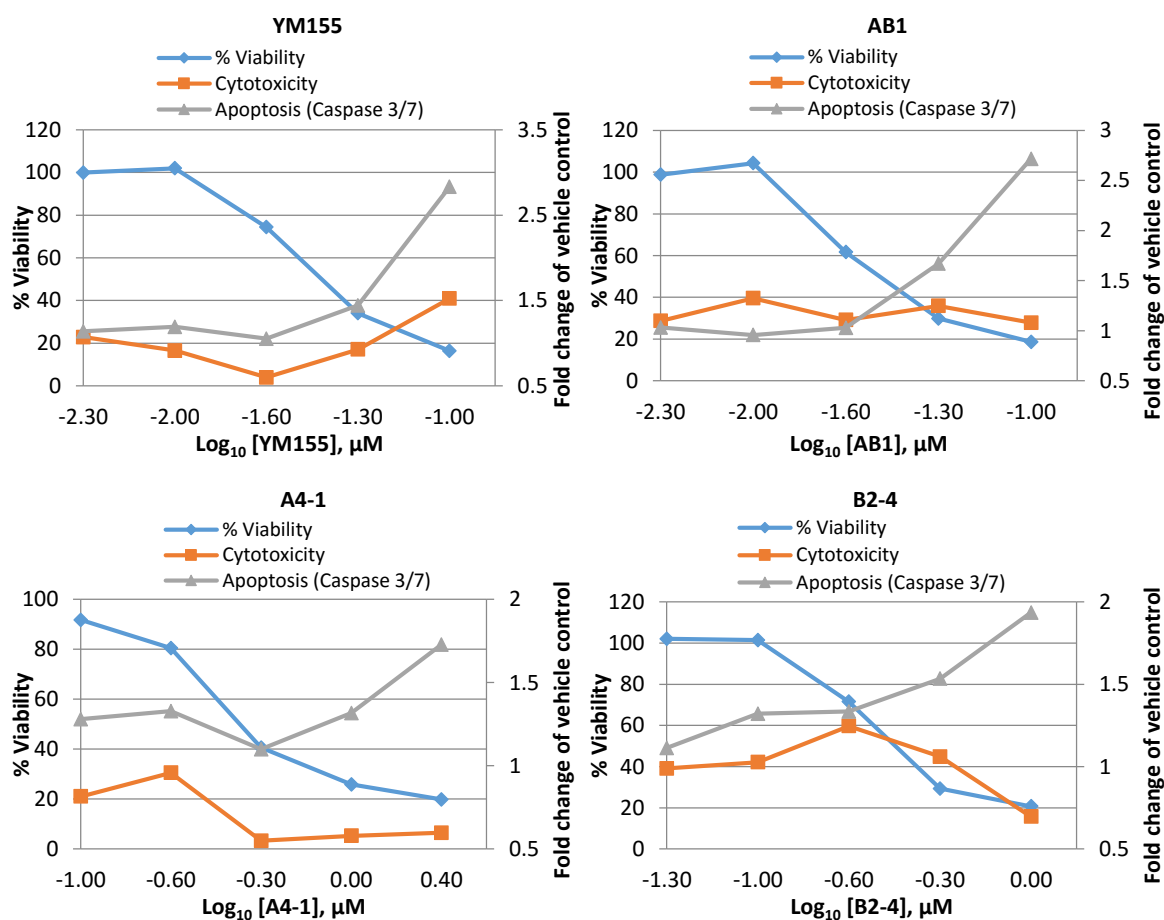 YM155
% Viability
Cytotoxicity
Apoptosis (Caspase 3/7)
120
100
80
60
40
20
0
% Viability
3.5
2.5
1.5
0.5
Fold change of vehicle control
-2.30 -2.00 -1.60 -1.30 -1.00
Log₁₀ [YM155], µM
AB1
% Viability
Cytotoxicity
Apoptosis (Caspase 3/7)
120
100
80
60
40
20
0
% Viability
3
2.5
2
1.5
1
0.5
Fold change of vehicle control
-2.30 -2.00 -1.60 -1.30 -1.00
Log₁₀ [AB1], µM
A4-1
% Viability
Cytotoxicity
Apoptosis (Caspase 3/7)
100
80
60
40
20
0
% Viability
2
1.5
1
0.5
Fold change of vehicle control
-1.00 -0.60 -0.30 0.00 0.40
Log₁₀ [A4-1], µM
B2-4
% Viability
Cytotoxicity
Apoptosis (Caspase 3/7)
120
100
80
60
40
20
0
% Viability
2
1.5
1
0.5
Fold change of vehicle control
-1.30 -1.00 -0.60 -0.30 0.00
Log₁₀ [B2-4], µM